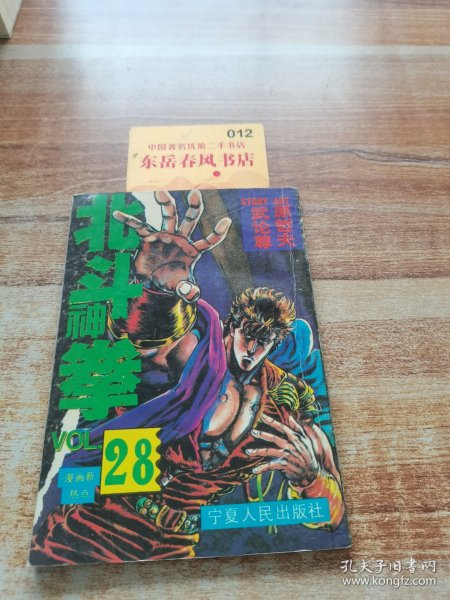 012
中国著名优质二手书店
东岳春风书店
北斗神拳
VOL.
28
STORY 武论尊
ART 原哲夫
漫画新
热点
宁夏人民出版社
孔夫子旧书网
www.kongfz.com